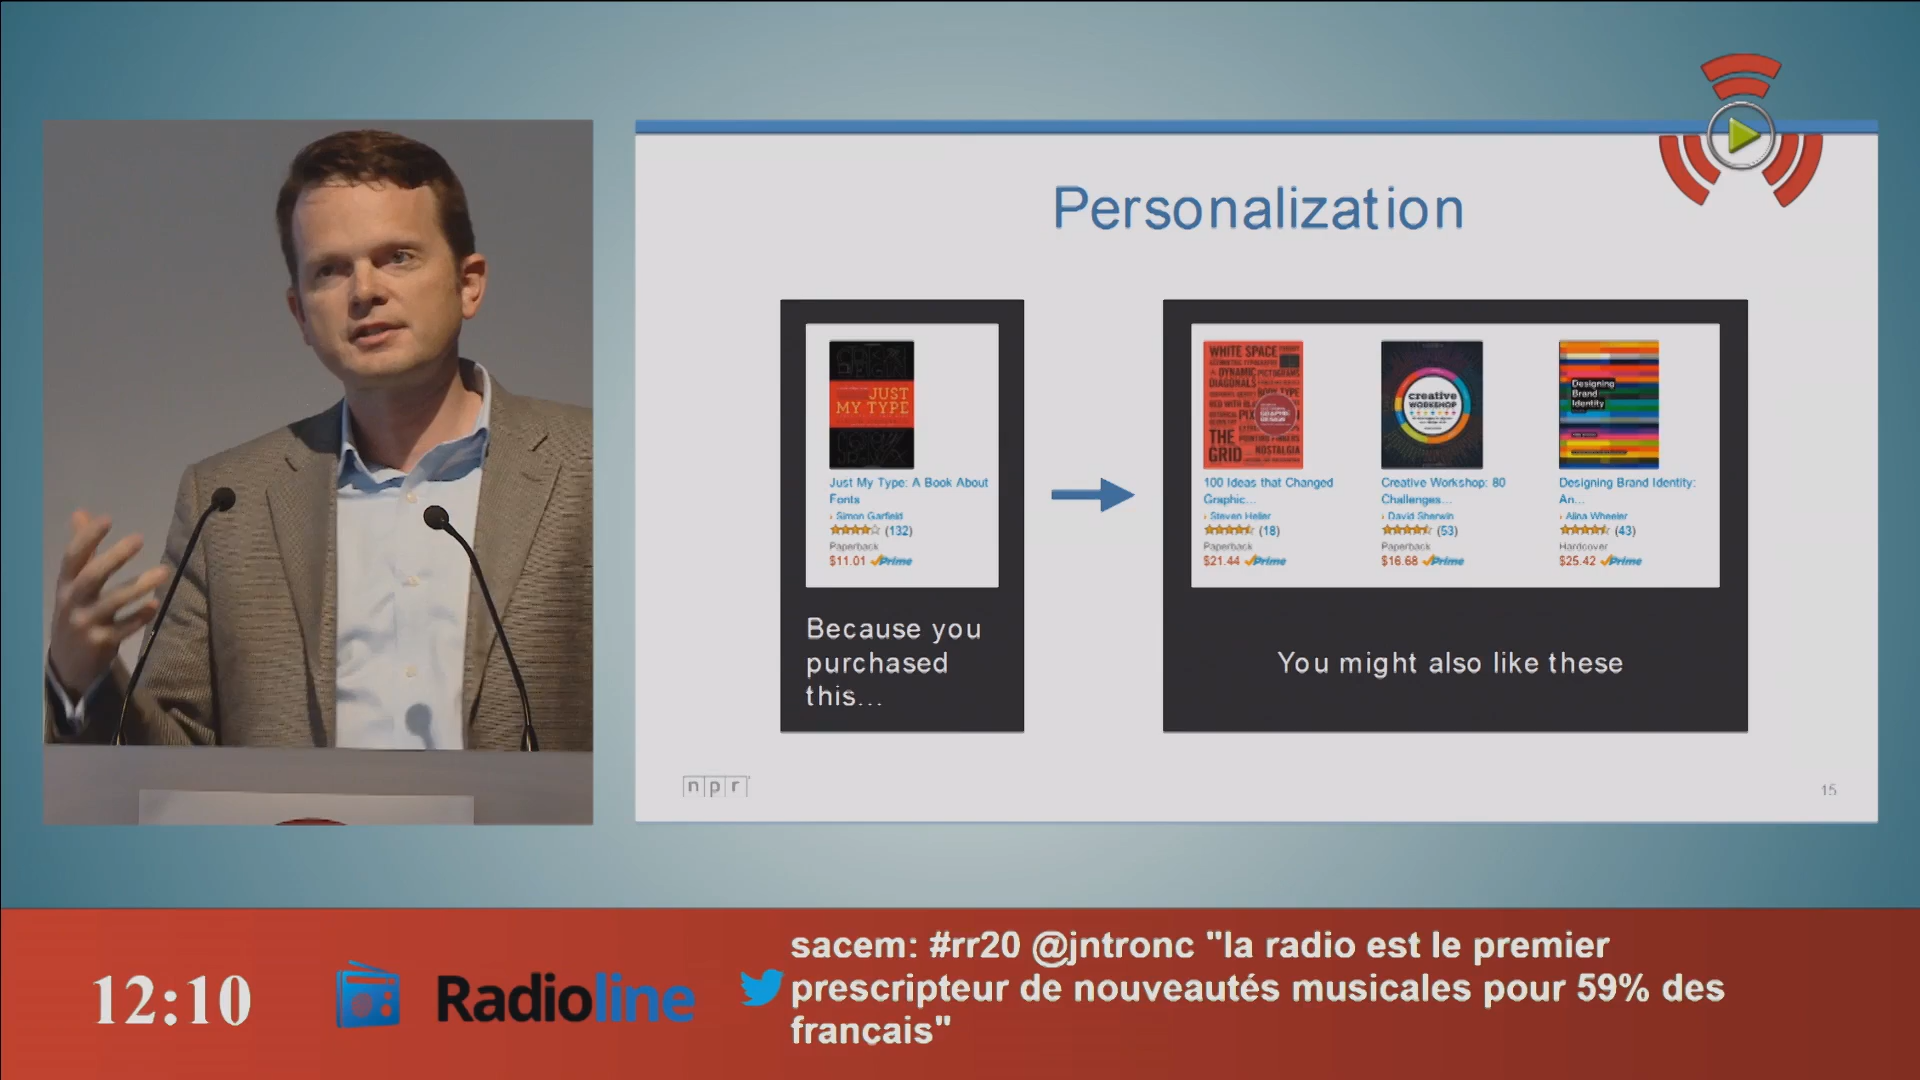 Personalization
JUST
MY TYPE
Just My Type: A Book About
Fonts
Simon Garfield
(132)
Paperback
$11.01 Prime
Because you
purchased
this...
WHITE SPACE
DYNAMIC
DIAGONALS
THE
GRID
NOSTALGIA
100 Ideas that Changed
Graphic...
Steven Heller
(18)
Paperback
$21.44 Prime
creative
WORKSHOP
Creative Workshop: 80
Challenges...
David Sherwin
(53)
Paperback
$16.68 Prime
Designing
Brand
Identity
Designing Brand Identity:
An...
Alina Wheeler
(43)
Hardcover
$25.42 Prime
You might also like these
npr
15
12:10
Radioline
sacem: #rr20 @jntronc "la radio est le premier
prescripteur de nouveautés musicales pour 59% des
français"